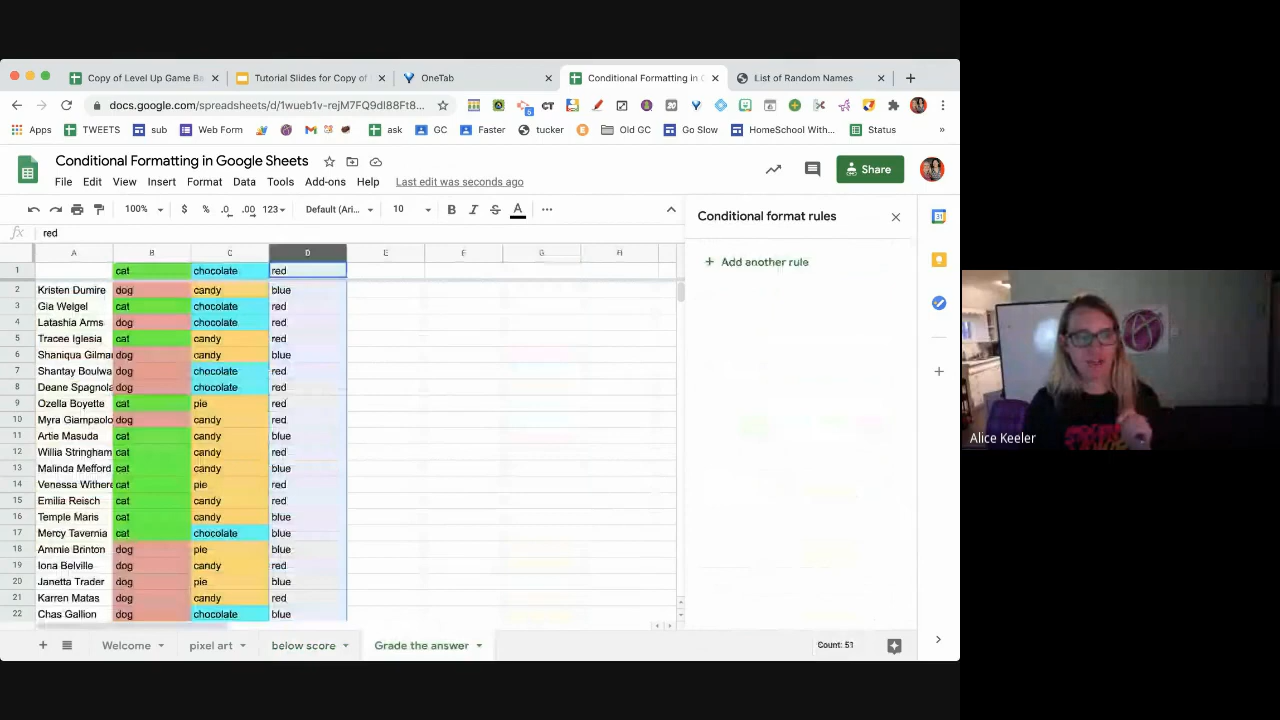 Copy of Level Up Game Ba
Tutorial Slides for Copy of
OneTab
Conditional Formatting in G
List of Random Names
docs.google.com/spreadsheets/d/1wueb1v-rejM7FQ9dI88Ft8...
Apps TWEETS sub Web Form ask GC Faster tucker Old GC Go Slow HomeSchool With... Status »
Conditional Formatting in Google Sheets
Share
File Edit View Insert Format Data Tools Add-ons Help Last edit was seconds ago
100% $ % .0 .00 123 Default (Ari... 10 B I S A
Conditional format rules
fx red
A B C D E F G H
+ Add another rule
1 cat chocolate red
2 Kristen Dumire dog candy blue
3 Gia Weigel cat chocolate red
4 Latashia Arms dog chocolate red
5 Tracee Iglesia cat candy red
6 Shaniqua Gilmar dog candy blue
7 Shantay Boulwa dog chocolate red
8 Deane Spagnola dog chocolate red
9 Ozella Boyette cat pie red
10 Myra Giampaolo dog candy red
11 Artie Masuda cat candy blue
12 Willia Stringham cat candy red
13 Malinda Mefford cat candy blue
14 Venessa Withere cat pie red
15 Emilia Reisch cat candy red
16 Temple Maris cat candy blue
17 Mercy Tavernia cat chocolate blue
18 Ammie Brinton dog pie blue
19 Iona Belville dog candy red
20 Janetta Trader dog pie blue
21 Karren Matas dog candy red
22 Chas Gallion dog chocolate blue
Welcome pixel art below score Grade the answer
Count: 51
Alice Keeler